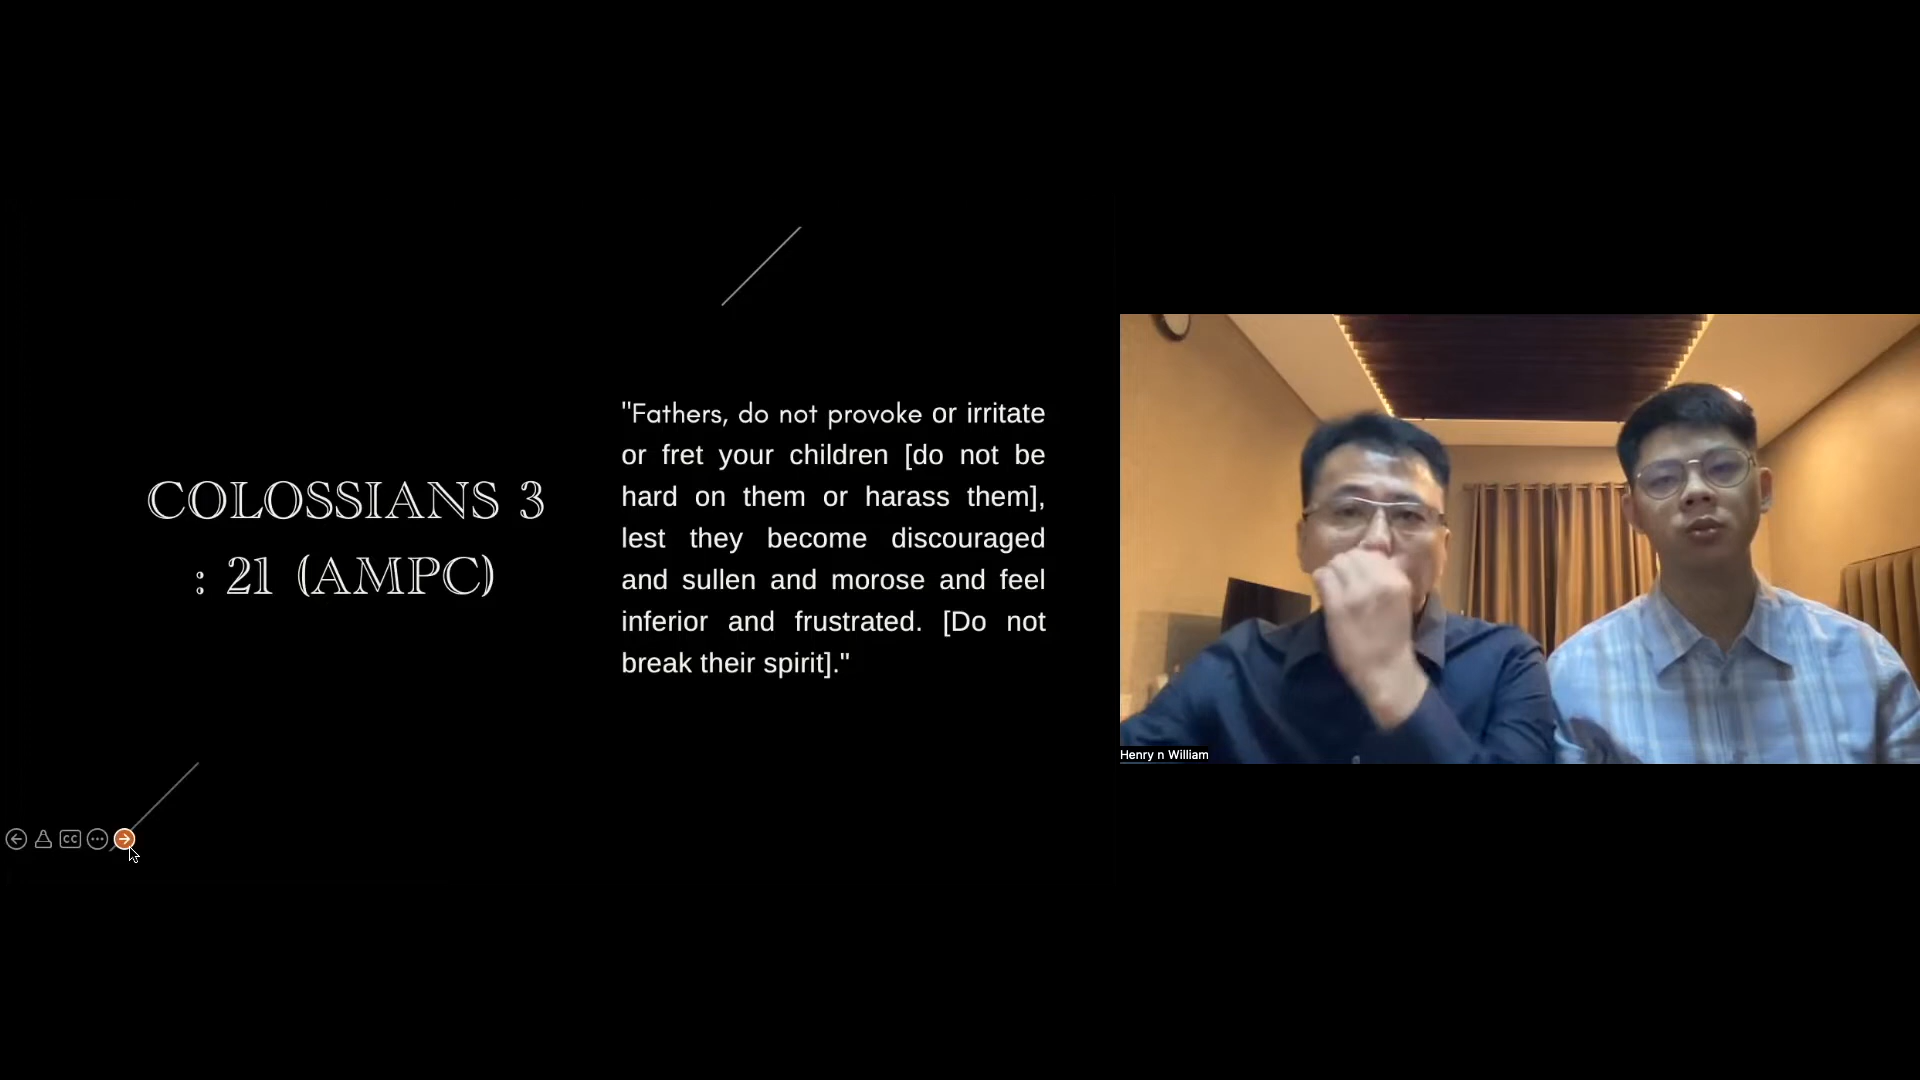 COLOSSIANS 3
: 21 (AMPC)
"Fathers, do not provoke or irritate
or fret your children [do not be
hard on them or harass them],
lest they become discouraged
and sullen and morose and feel
inferior and frustrated. [Do not
break their spirit]."
CC
Henry n William